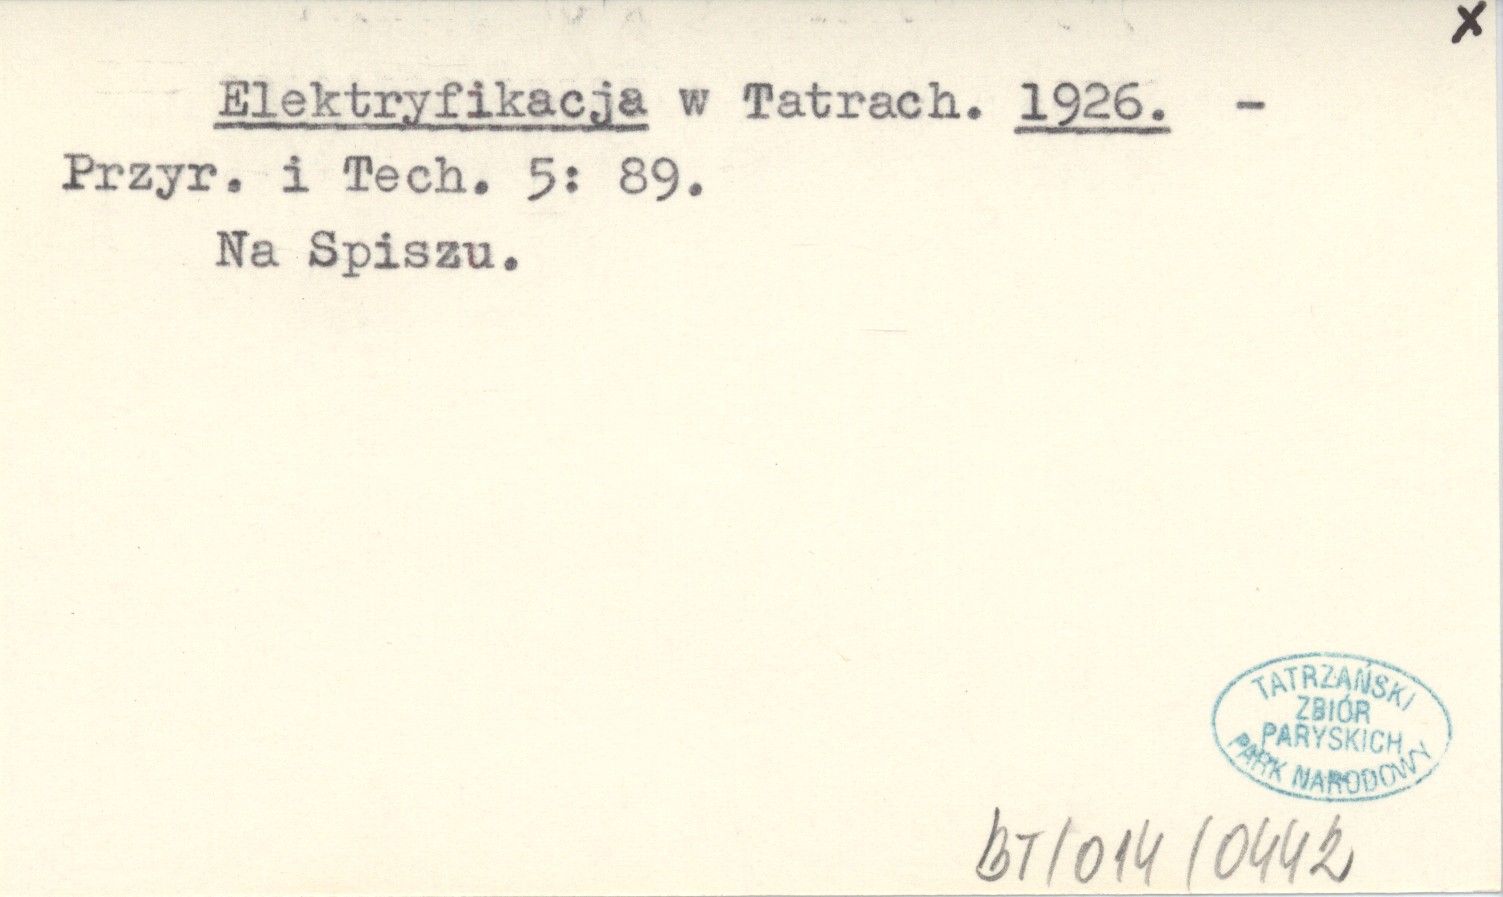 x
Elektryfikacja w Tatrach. 1926. -
Przyr. i Tech. 5: 89.
Na Spiszu.
TATRZAŃSKI
ZBIÓR
PARYSKICH
PARK NARODOWY
BT/014/0442